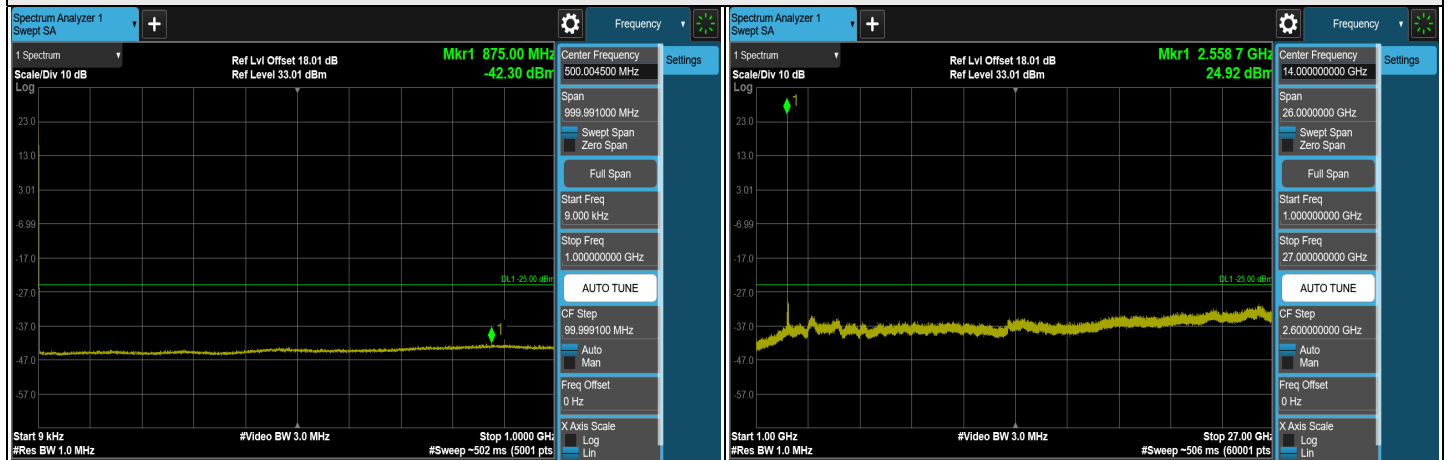 Spectrum Analyzer 1
Swept SA
+
Frequency
1 Spectrum
Ref Lvl Offset 18.01 dB
Ref Level 33.01 dBm
Mkr1 875.00 MHz
-42.30 dBm
Scale/Div 10 dB
Log
23.0
13.0
3.01
-6.99
-17.0
-27.0
-37.0
-47.0
-57.0
DL1 -25.00 dBm
1
Start 9 kHz
#Video BW 3.0 MHz
Stop 1.0000 GHz
#Res BW 1.0 MHz
#Sweep ~502 ms (5001 pts
Center Frequency
500.004500 MHz
Settings
Span
999.991000 MHz
Swept Span
Zero Span
Full Span
Start Freq
9.000 kHz
Stop Freq
1.000000000 GHz
AUTO TUNE
CF Step
99.999100 MHz
Auto
Man
Freq Offset
0 Hz
X Axis Scale
Log
Lin
Spectrum Analyzer 1
Swept SA
+
Frequency
1 Spectrum
Ref Lvl Offset 18.01 dB
Ref Level 33.01 dBm
Mkr1 2.558 7 GHz
24.92 dBm
Scale/Div 10 dB
Log
1
23.0
13.0
3.01
-6.99
-17.0
-27.0
-37.0
-47.0
-57.0
DL1 -25.00 dBm
Start 1.00 GHz
#Video BW 3.0 MHz
Stop 27.00 GHz
#Res BW 1.0 MHz
#Sweep ~506 ms (60001 pts
Center Frequency
14.000000000 GHz
Settings
Span
26.0000000 GHz
Swept Span
Zero Span
Full Span
Start Freq
1.000000000 GHz
Stop Freq
27.000000000 GHz
AUTO TUNE
CF Step
2.600000000 GHz
Auto
Man
Freq Offset
0 Hz
X Axis Scale
Log
Lin